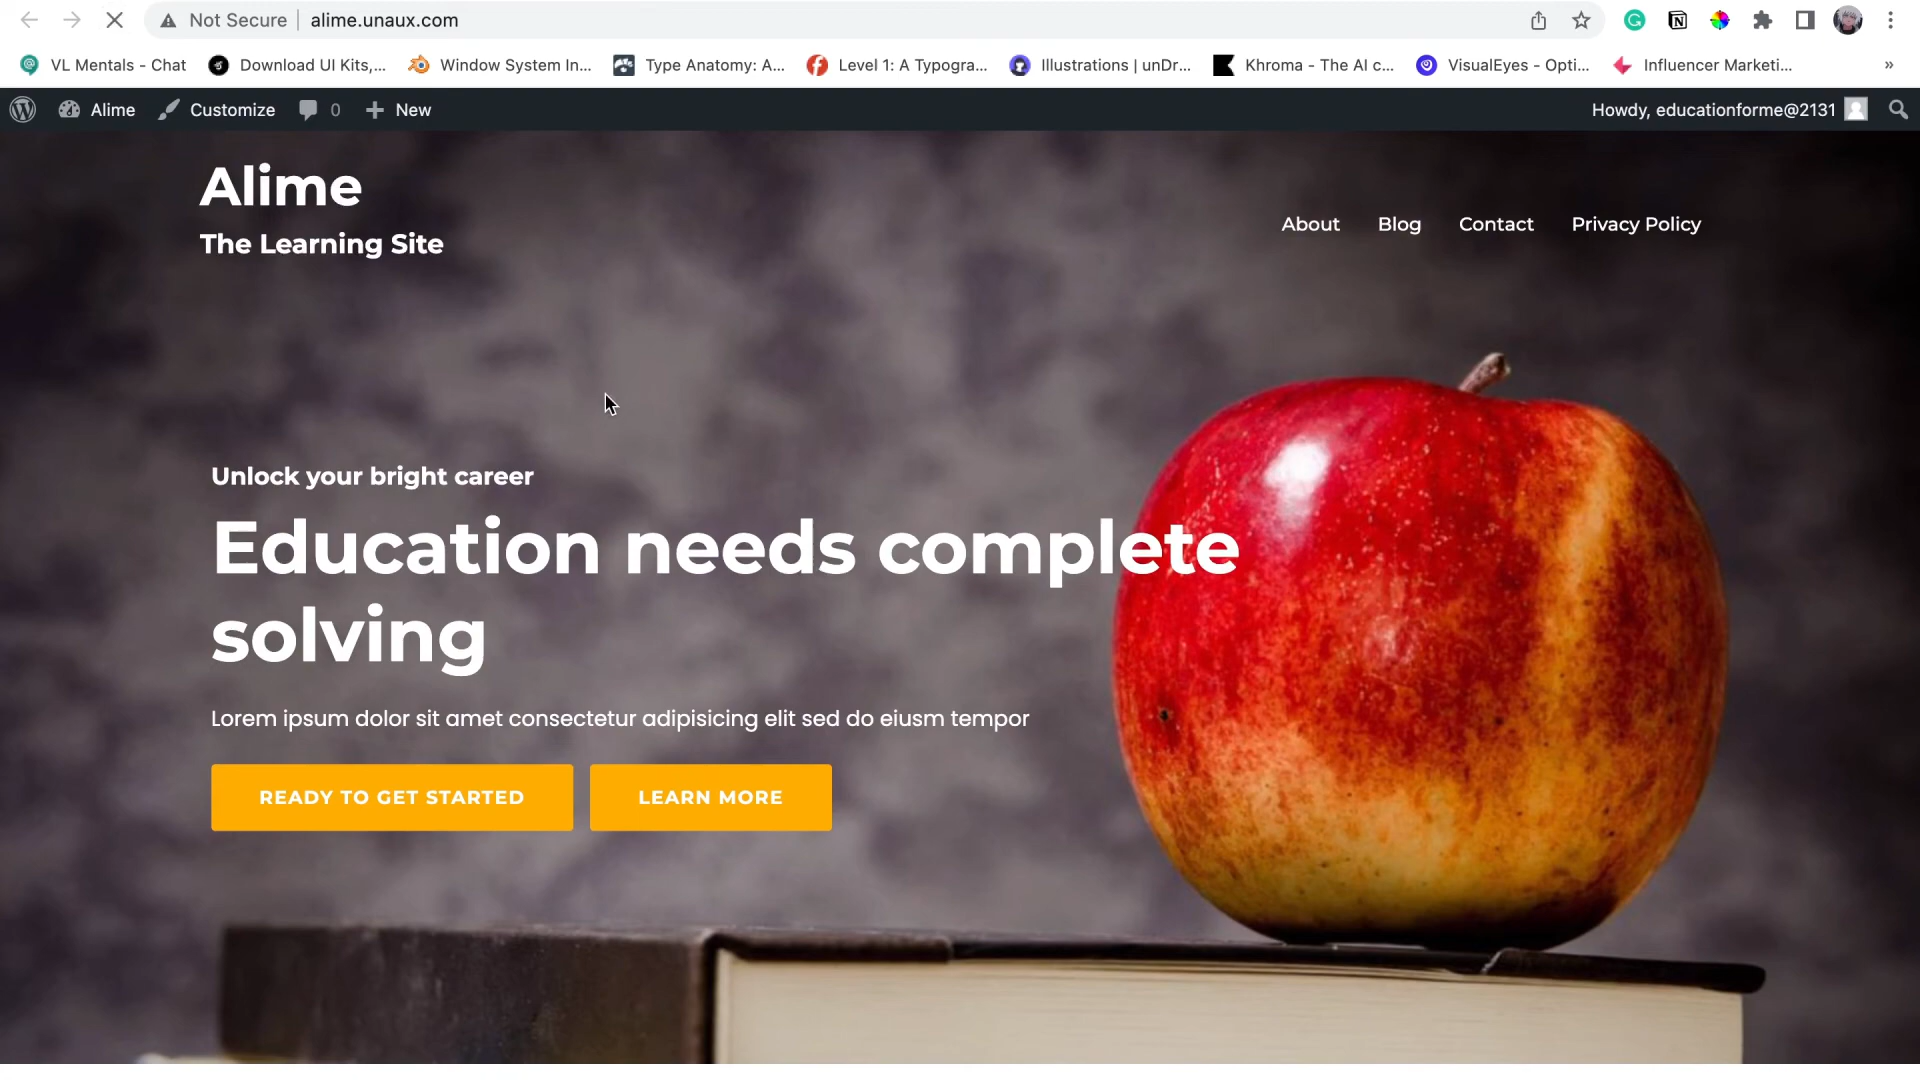 Not Secure alime.unaux.com
VL Mentals - Chat Download UI Kits,... Window System In... Type Anatomy: A... Level 1: A Typogra... Illustrations | unDr... Khroma - The AI c... VisualEyes - Opti... Influencer Marketi... »
Alime Customize 0 New Howdy, educationforme@2131
Alime
The Learning Site
About Blog Contact Privacy Policy
Unlock your bright career
Education needs complete
solving
Lorem ipsum dolor sit amet consectetur adipisicing elit sed do eiusm tempor
READY TO GET STARTED LEARN MORE